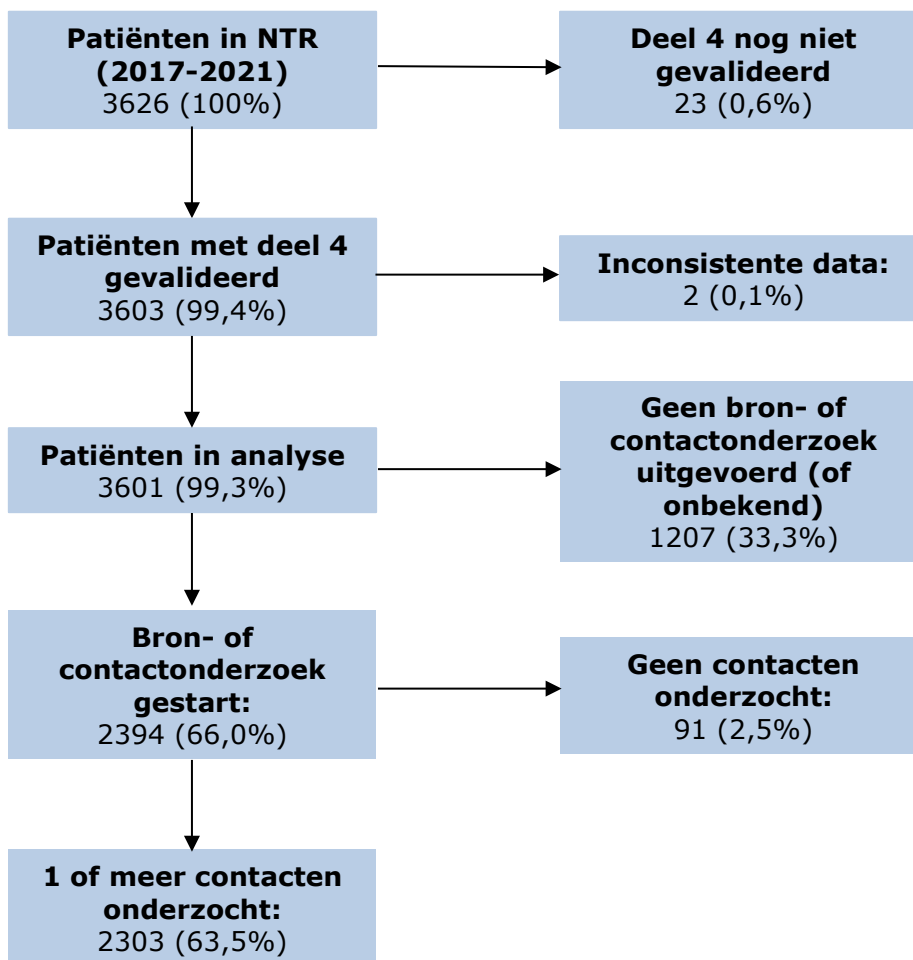 Patiënten in NTR
(2017-2021)
3626 (100%)
Deel 4 nog niet
gevalideerd
23 (0,6%)
Patiënten met deel 4
gevalideerd
3603 (99,4%)
Inconsistente data:
2 (0,1%)
Patiënten in analyse
3601 (99,3%)
Geen bron- of
contactonderzoek
uitgevoerd (of
onbekend)
1207 (33,3%)
Bron- of
contactonderzoek
gestart:
2394 (66,0%)
Geen contacten
onderzocht:
91 (2,5%)
1 of meer contacten
onderzocht:
2303 (63,5%)